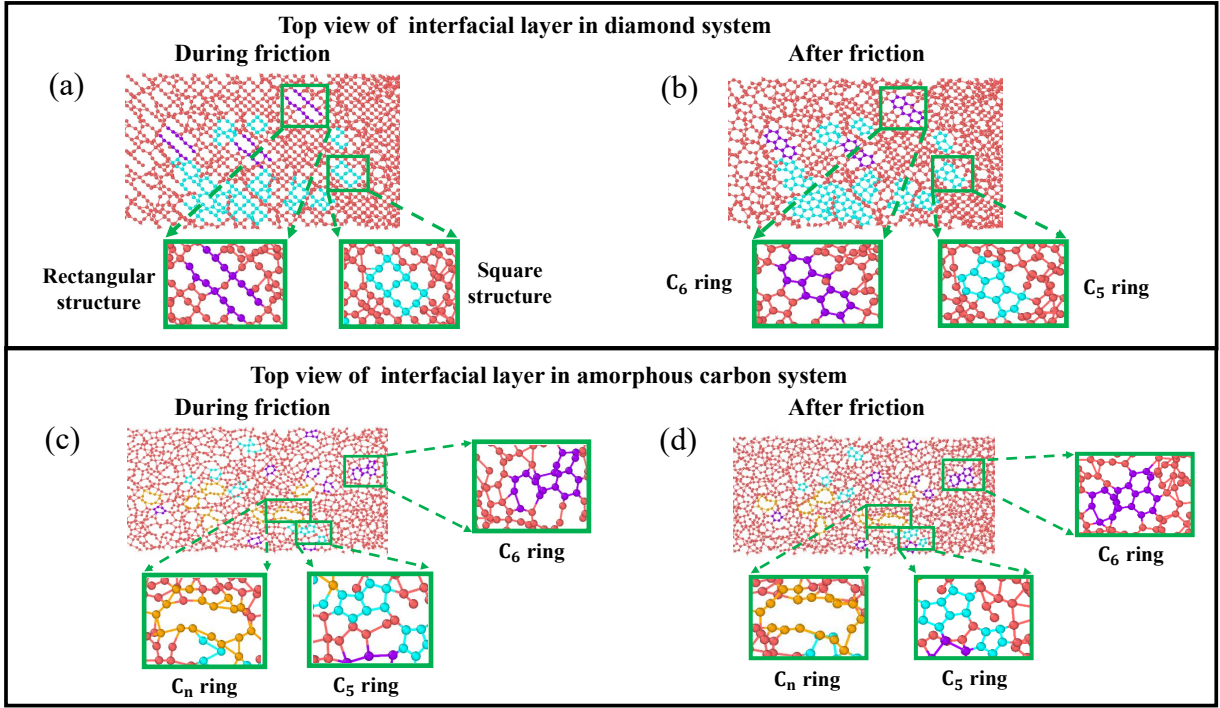 Top view of interfacial layer in diamond system
During friction
After friction
(a)
(b)
Rectangular
structure
Square
structure
C₆ ring
C₅ ring
Top view of interfacial layer in amorphous carbon system
During friction
After friction
(c)
(d)
C₆ ring
C₆ ring
Cₙ ring
C₅ ring
Cₙ ring
C₅ ring